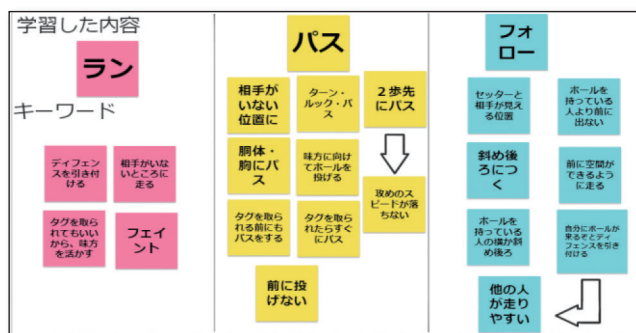 学習した内容
ラン
キーワード
ディフェン
スを引き付
ける
相手がいな
いところに
走る
タグを取ら
れてもいい
から、味方
を活かす
フェイ
ント
パス
相手が
いない
位置に
ターン・
ルック・パ
ス
2歩先
にパス
胴体・
胸にパ
ス
味方に向け
てボールを
投げる
攻めのス
ピードが落
ちない
タグを取ら
れる前にも
パスをする
タグを取ら
れたらすぐ
にパス
前に投
げない
フォ
ロー
セッターと
相手が見え
る位置
ボールを
持っている
人より前に
出ない
斜め後
ろにつ
く
前に空間が
できるよう
に走る
ボールを
持っている
人の横か斜
め後ろ
自分にボールが
来るぞとディ
フェンスを引き
付ける
他の人
が走り
やすい